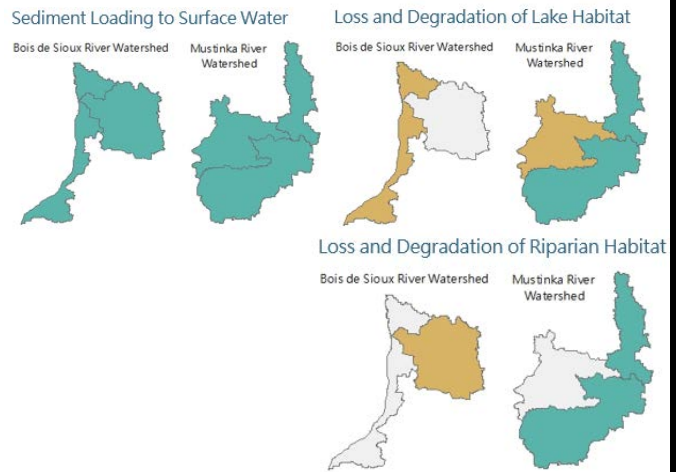 Sediment Loading to Surface Water
Bois de Sioux River Watershed
Mustinka River
Watershed
Loss and Degradation of Lake Habitat
Bois de Sioux River Watershed
Mustinka River
Watershed
Loss and Degradation of Riparian Habitat
Bois de Sioux River Watershed
Mustinka River
Watershed